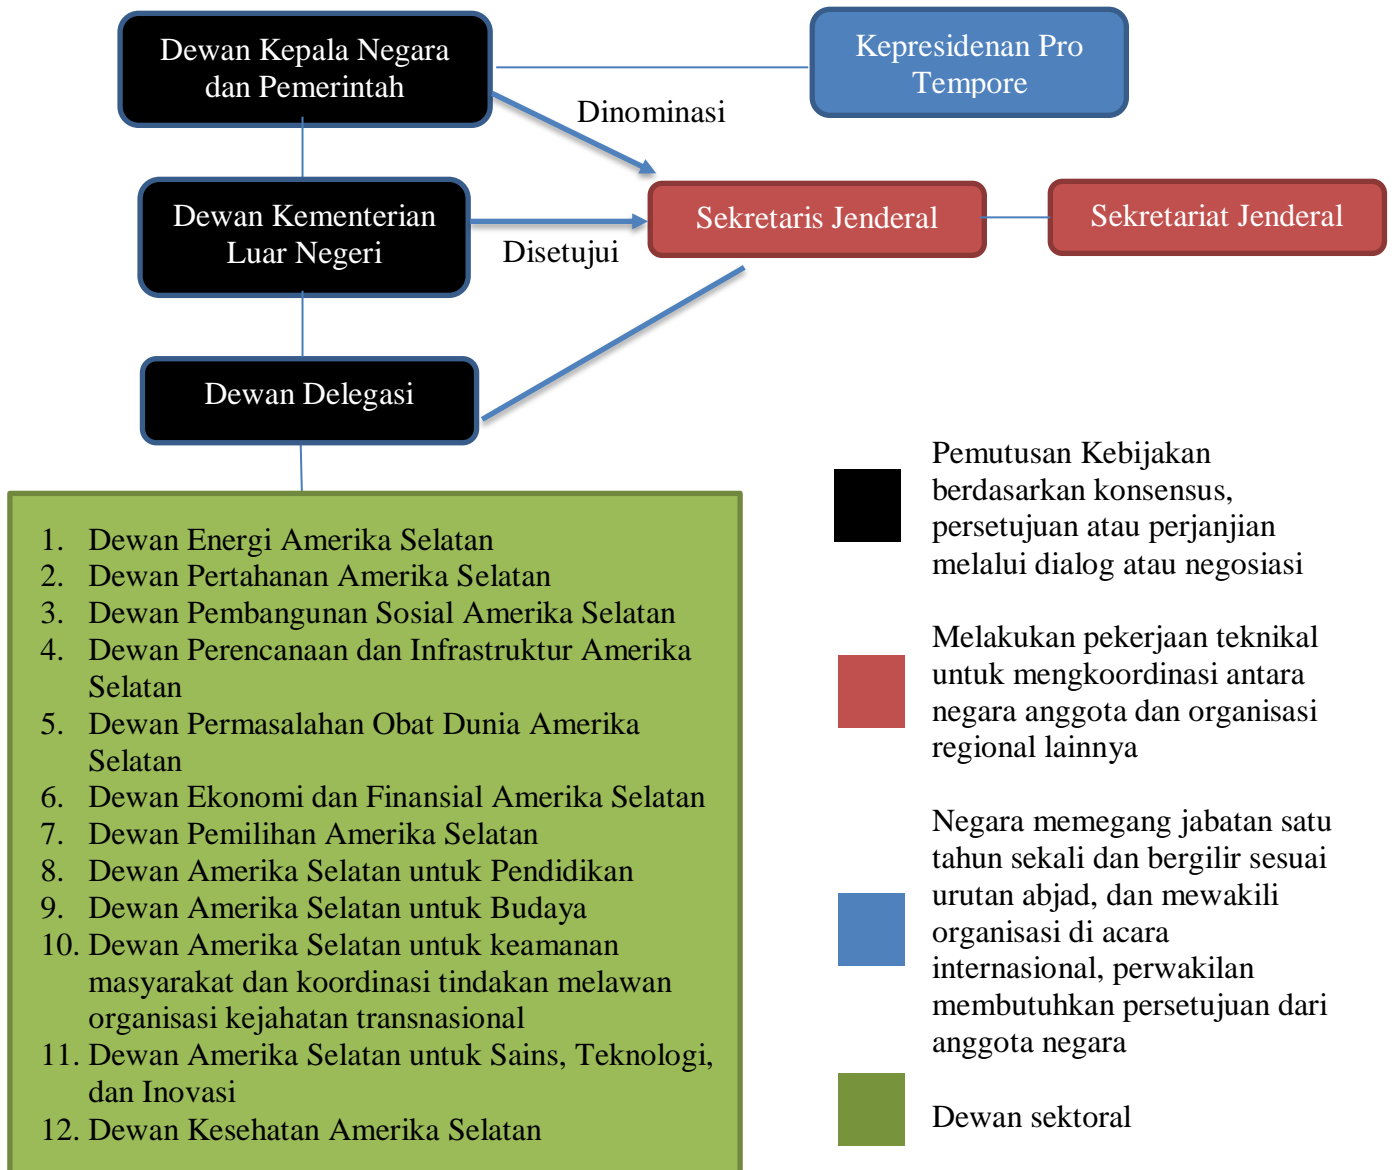 Dewan Kepala Negara
dan Pemerintah
Kepresidenan Pro
Tempore
Dinominasi
Dewan Kementerian
Luar Negeri
Disetujui
Sekretaris Jenderal
Sekretariat Jenderal
Dewan Delegasi
1. Dewan Energi Amerika Selatan
2. Dewan Pertahanan Amerika Selatan
3. Dewan Pembangunan Sosial Amerika Selatan
4. Dewan Perencanaan dan Infrastruktur Amerika
Selatan
5. Dewan Permasalahan Obat Dunia Amerika
Selatan
6. Dewan Ekonomi dan Finansial Amerika Selatan
7. Dewan Pemilihan Amerika Selatan
8. Dewan Amerika Selatan untuk Pendidikan
9. Dewan Amerika Selatan untuk Budaya
10. Dewan Amerika Selatan untuk keamanan
masyarakat dan koordinasi tindakan melawan
organisasi kejahatan transnasional
11. Dewan Amerika Selatan untuk Sains, Teknologi,
dan Inovasi
12. Dewan Kesehatan Amerika Selatan
Pemutusan Kebijakan
berdasarkan konsensus,
persetujuan atau perjanjian
melalui dialog atau negosiasi
Melakukan pekerjaan teknikal
untuk mengkoordinasi antara
negara anggota dan organisasi
regional lainnya
Negara memegang jabatan satu
tahun sekali dan bergilir sesuai
urutan abjad, dan mewakili
organisasi di acara
internasional, perwakilan
membutuhkan persetujuan dari
anggota negara
Dewan sektoral